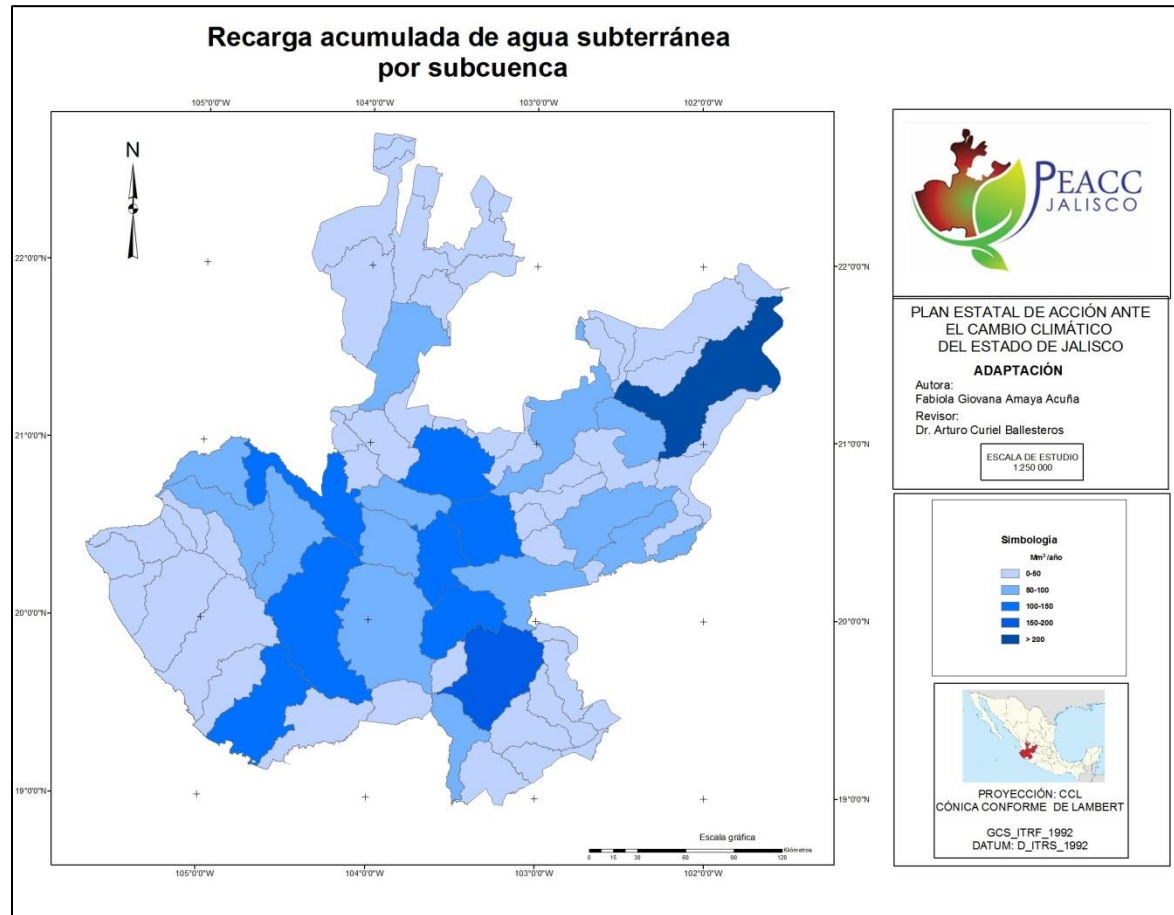 Recarga acumulada de agua subterránea
por subcuenca
105°0'0"W
104°0'0"W
103°0'0"W
102°0'0"W
N
22°0'0"N
22°0'0"N
21°0'0"N
21°0'0"N
20°0'0"N
20°0'0"N
19°0'0"N
19°0'0"N
Escala gráfica
0 15 30 60 90 120
Kilómetros
105°0'0"W
104°0'0"W
103°0'0"W
102°0'0"W
PEACC
JALISCO
PLAN ESTATAL DE ACCIÓN ANTE
EL CAMBIO CLIMÁTICO
DEL ESTADO DE JALISCO
ADAPTACIÓN
Autora:
Fabiola Giovana Amaya Acuña
Revisor:
Dr. Arturo Curiel Ballesteros
ESCALA DE ESTUDIO
1:250 000
Simbología
Mm³/año
0-50
50-100
100-150
150-200
> 200
PROYECCIÓN: CCL
CÓNICA CONFORME DE LAMBERT
GCS_ITRF_1992
DATUM: D_ITRS_1992